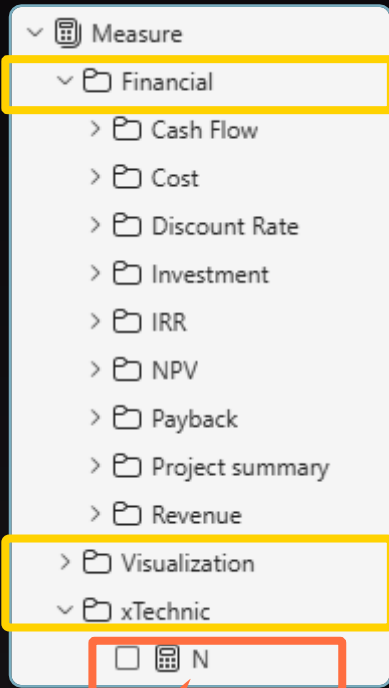 Measure
Financial
Cash Flow
Cost
Discount Rate
Investment
IRR
NPV
Payback
Project summary
Revenue
Visualization
xTechnic
N